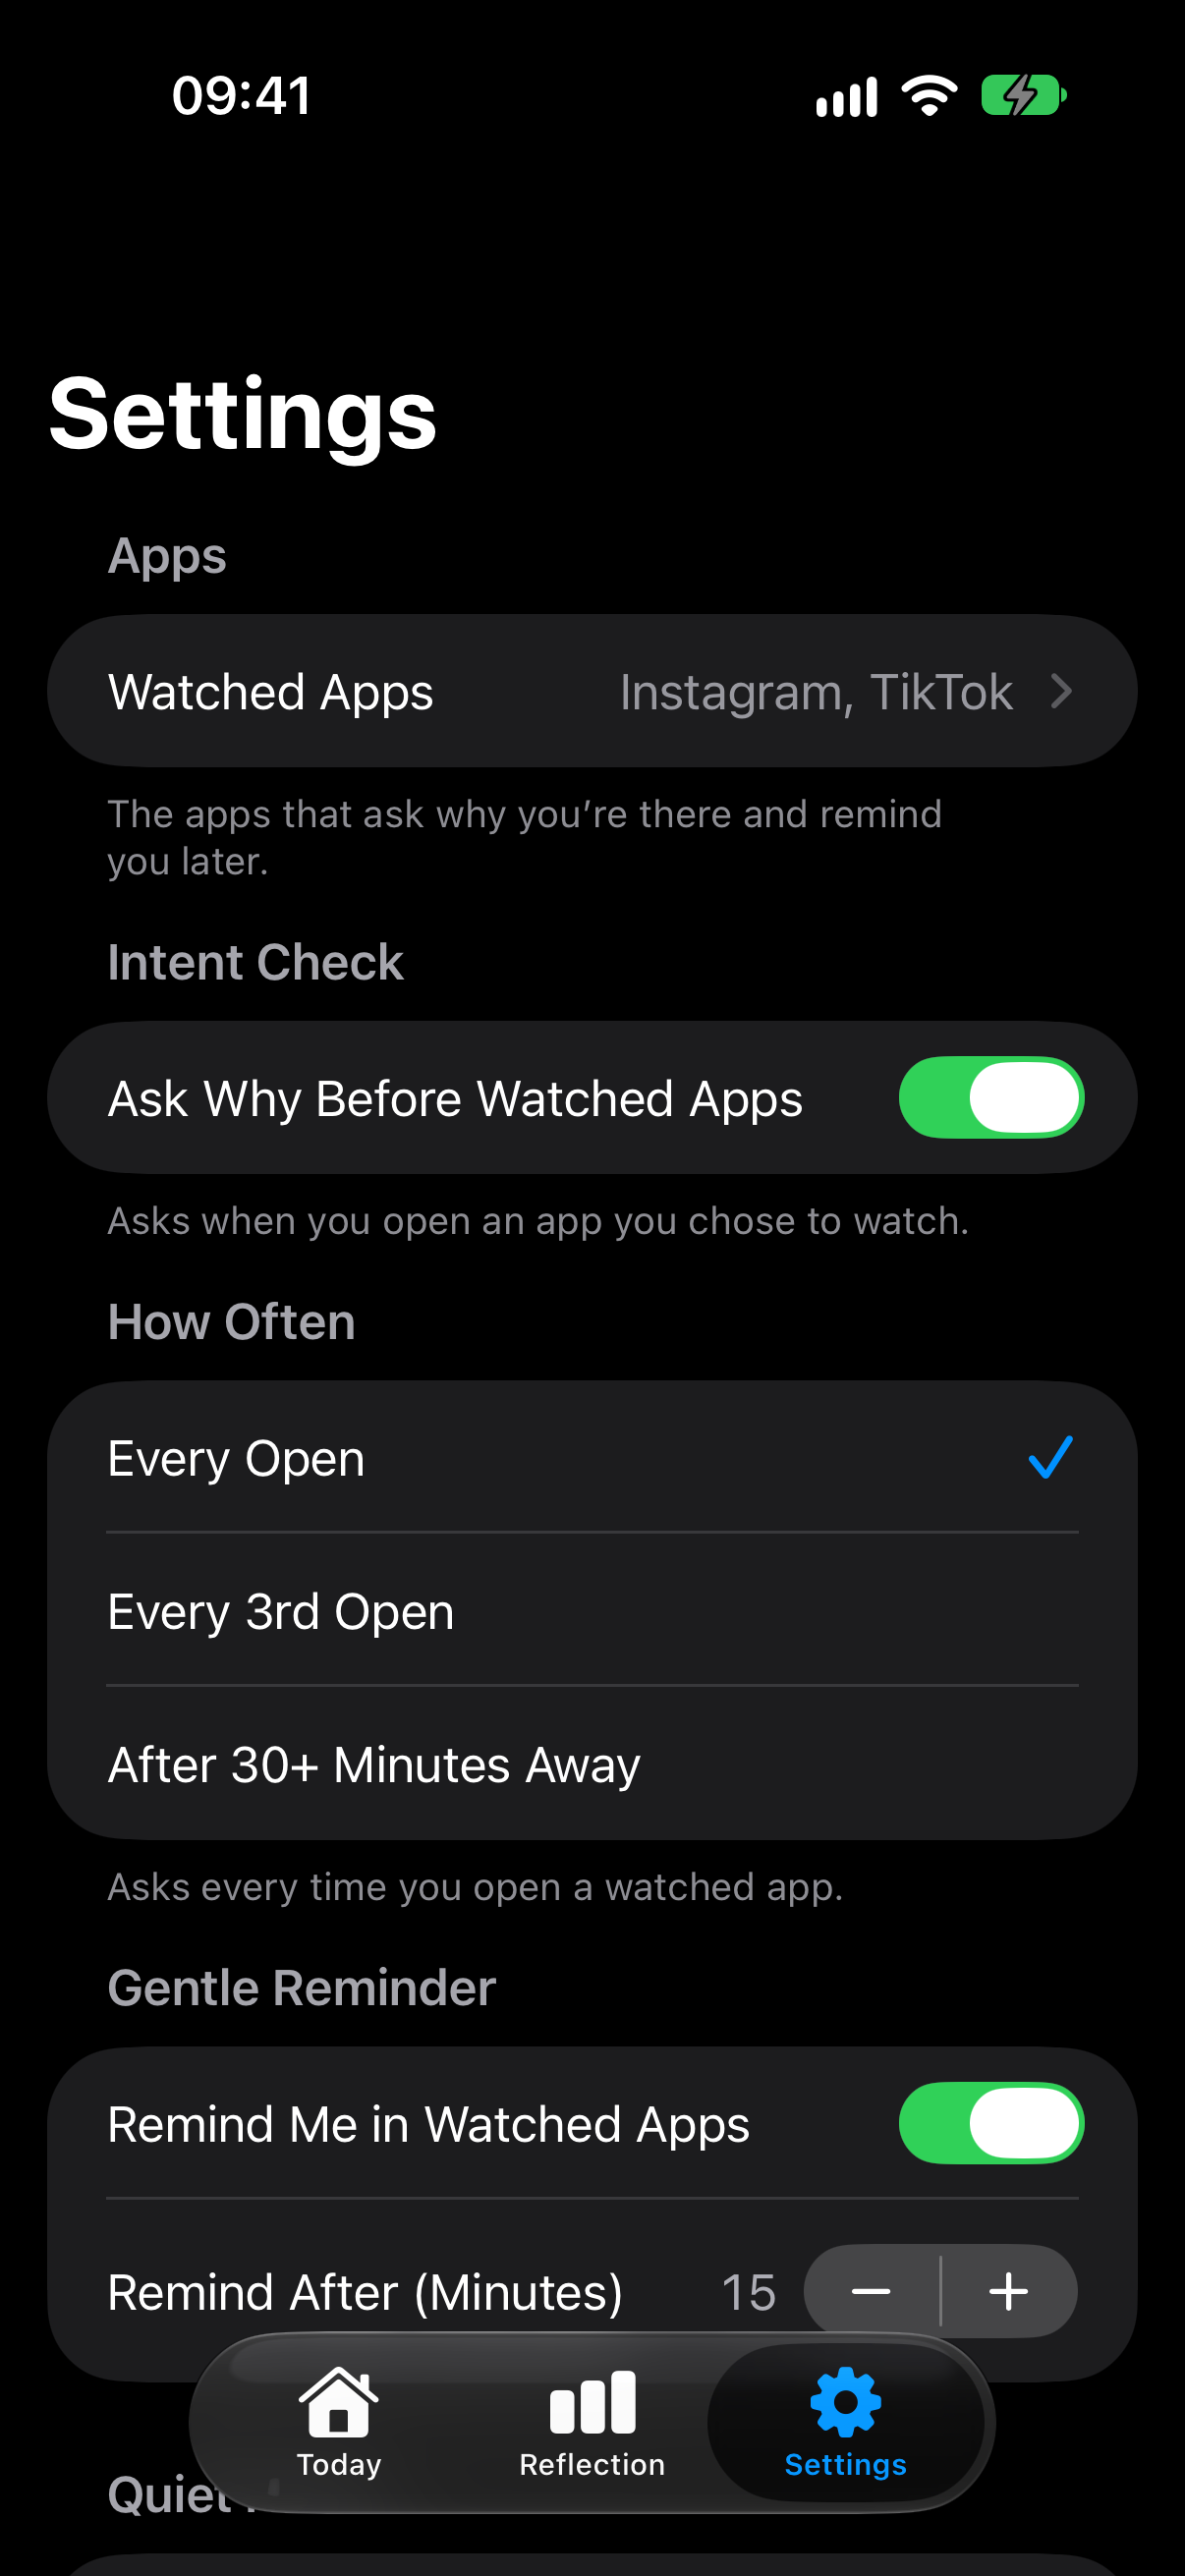 09:41
Settings
Apps
Watched Apps Instagram, TikTok
The apps that ask why you’re there and remind
you later.
Intent Check
Ask Why Before Watched Apps
Asks when you open an app you chose to watch.
How Often
Every Open
Every 3rd Open
After 30+ Minutes Away
Asks every time you open a watched app.
Gentle Reminder
Remind Me in Watched Apps
Remind After (Minutes) 15
Today Reflection Settings
Quiet